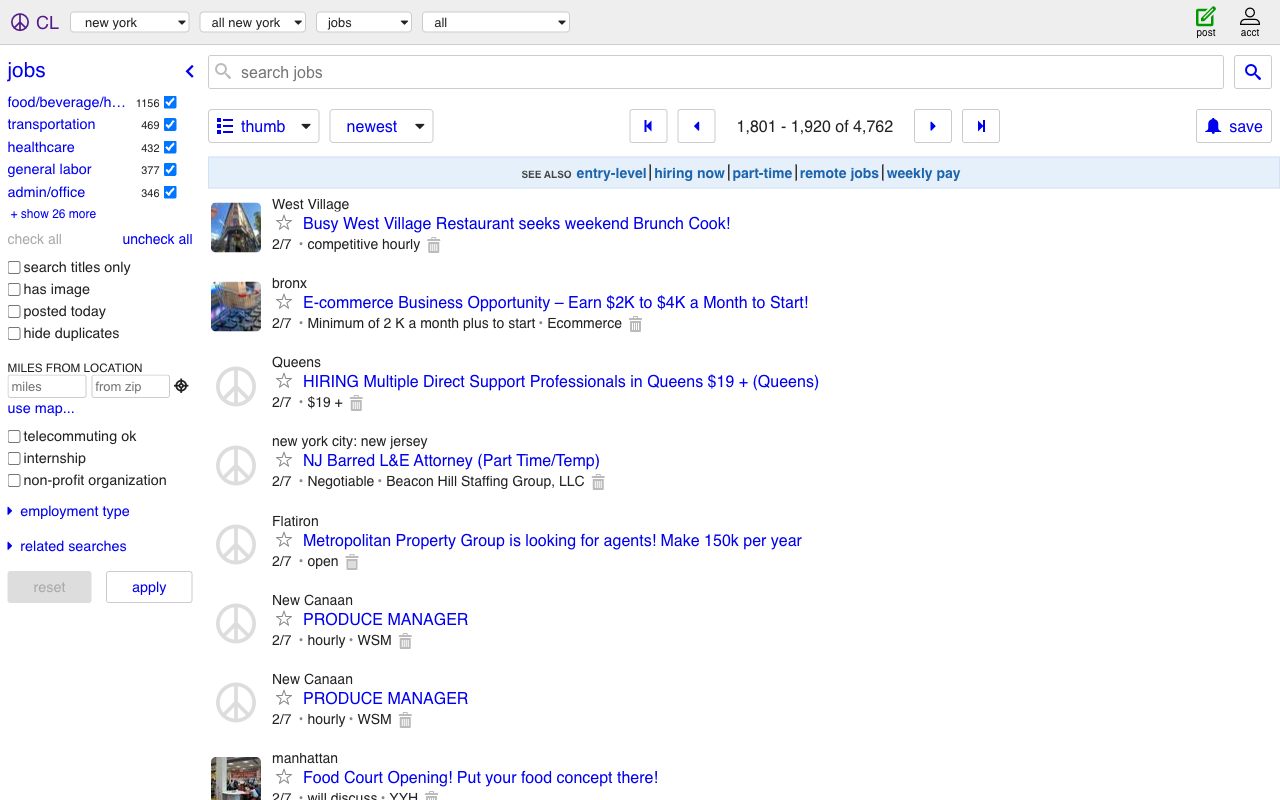 CL
new york
all new york
jobs
all
post
acct
jobs
food/beverage/h... 1156
transportation 469
healthcare 432
general labor 377
admin/office 346
+ show 26 more
check all
uncheck all
search titles only
has image
posted today
hide duplicates
MILES FROM LOCATION
miles
from zip
use map...
telecommuting ok
internship
non-profit organization
employment type
related searches
reset
apply
search jobs
thumb
newest
1,801 - 1,920 of 4,762
save
SEE ALSO entry-level | hiring now | part-time | remote jobs | weekly pay
West Village
Busy West Village Restaurant seeks weekend Brunch Cook!
2/7 • competitive hourly
bronx
E-commerce Business Opportunity – Earn $2K to $4K a Month to Start!
2/7 • Minimum of 2 K a month plus to start • Ecommerce
Queens
HIRING Multiple Direct Support Professionals in Queens $19 + (Queens)
2/7 • $19 +
new york city: new jersey
NJ Barred L&E Attorney (Part Time/Temp)
2/7 • Negotiable • Beacon Hill Staffing Group, LLC
Flatiron
Metropolitan Property Group is looking for agents! Make 150k per year
2/7 • open
New Canaan
PRODUCE MANAGER
2/7 • hourly • WSM
New Canaan
PRODUCE MANAGER
2/7 • hourly • WSM
manhattan
Food Court Opening! Put your food concept there!
2/7 • will discuss • YYH